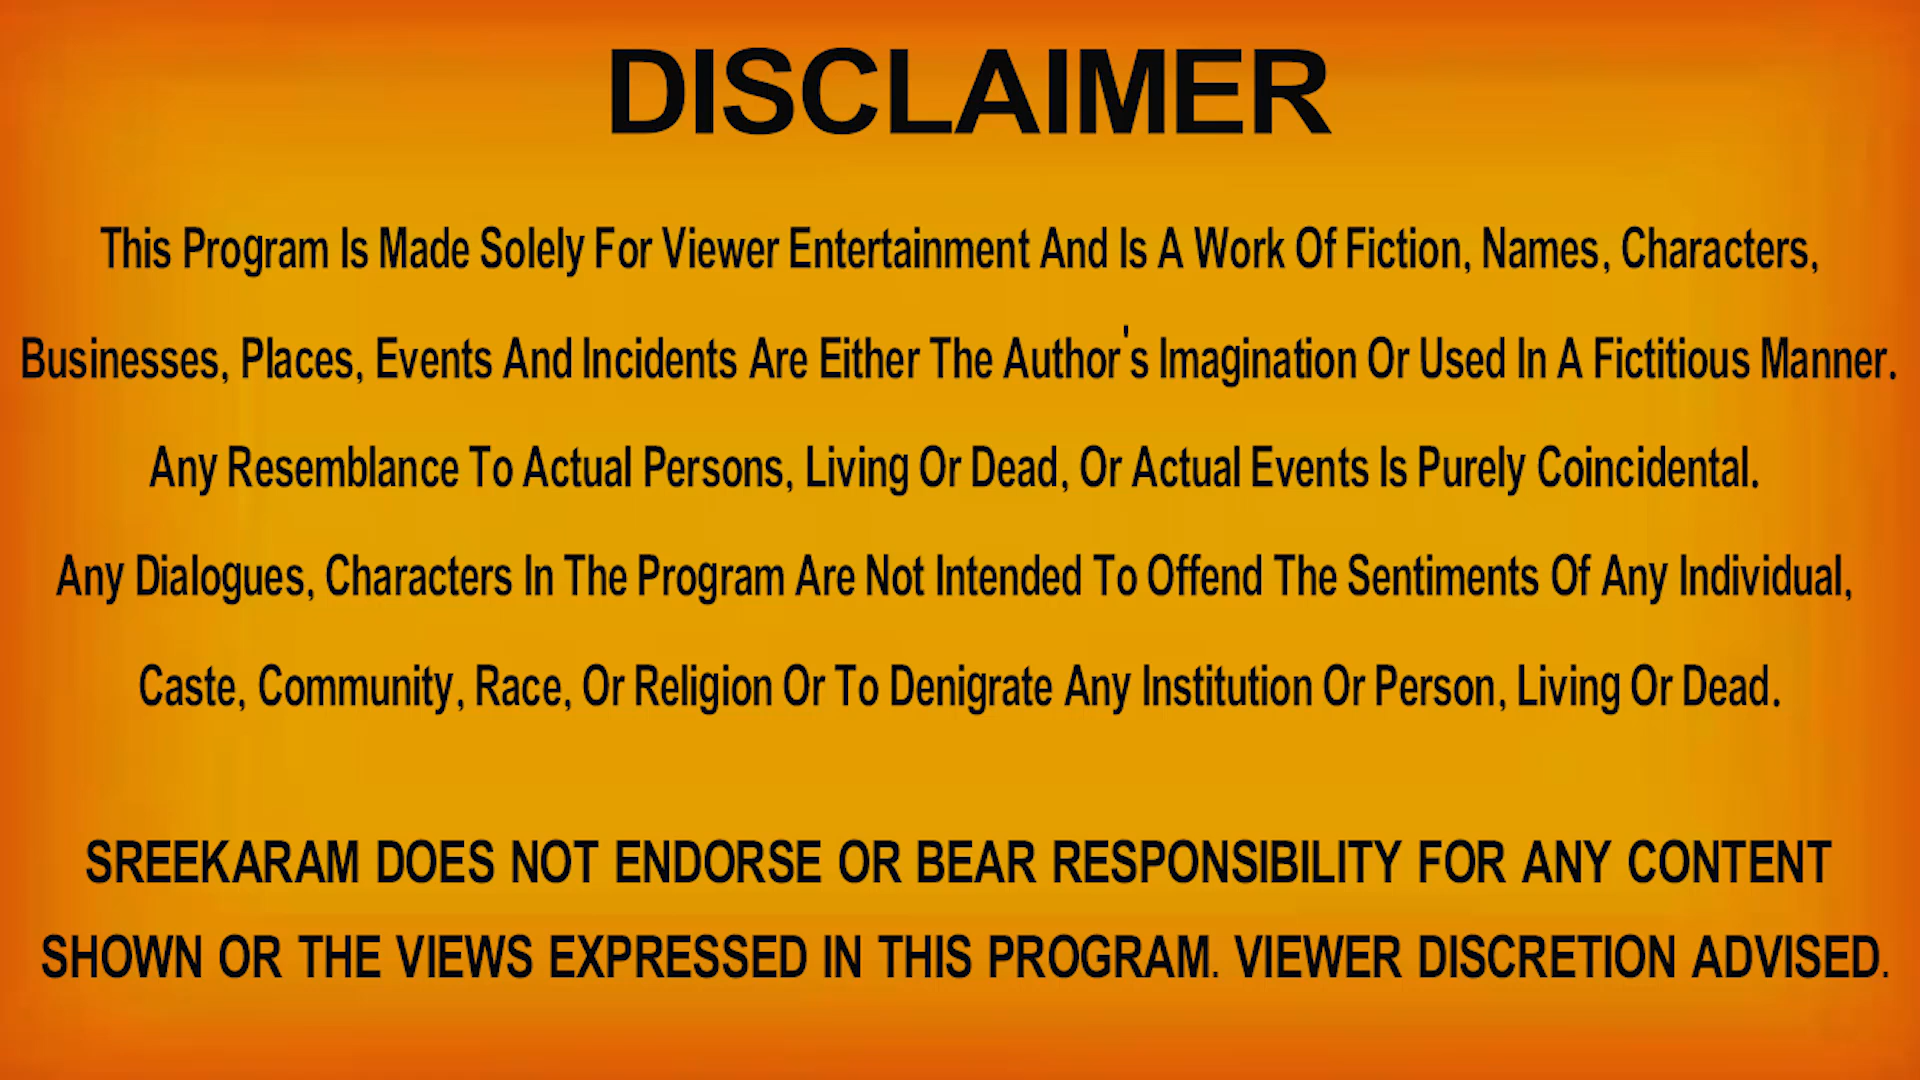 DISCLAIMER
This Program Is Made Solely For Viewer Entertainment And Is A Work Of Fiction, Names, Characters,
Businesses, Places, Events And Incidents Are Either The Author's Imagination Or Used In A Fictitious Manner.
Any Resemblance To Actual Persons, Living Or Dead, Or Actual Events Is Purely Coincidental.
Any Dialogues, Characters In The Program Are Not Intended To Offend The Sentiments Of Any Individual,
Caste, Community, Race, Or Religion Or To Denigrate Any Institution Or Person, Living Or Dead.
SREEKARAM DOES NOT ENDORSE OR BEAR RESPONSIBILITY FOR ANY CONTENT
SHOWN OR THE VIEWS EXPRESSED IN THIS PROGRAM. VIEWER DISCRETION ADVISED.